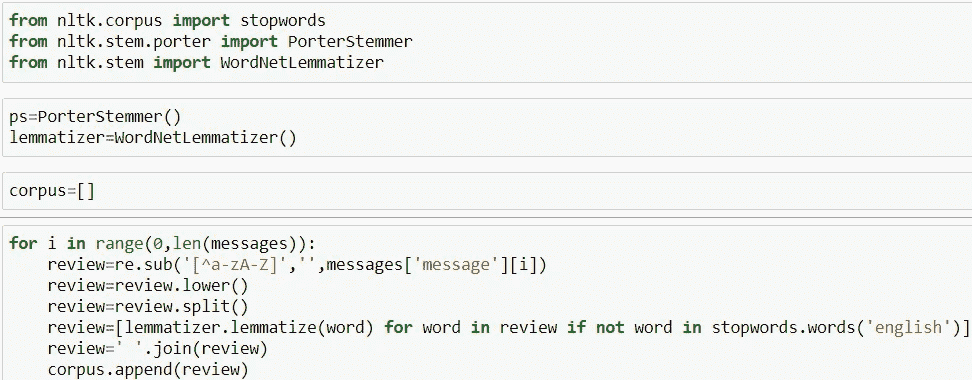 from nltk.corpus import stopwords
from nltk.stem.porter import PorterStemmer
from nltk.stem import WordNetLemmatizer
ps=PorterStemmer()
lemmatizer=WordNetLemmatizer()
corpus=[]
for i in range(0,len(messages)):
    review=re.sub('[^a-zA-Z]','',messages['message'][i])
    review=review.lower()
    review=review.split()
    review=[lemmatizer.lemmatize(word) for word in review if not word in stopwords.words('english')]
    review=' '.join(review)
    corpus.append(review)